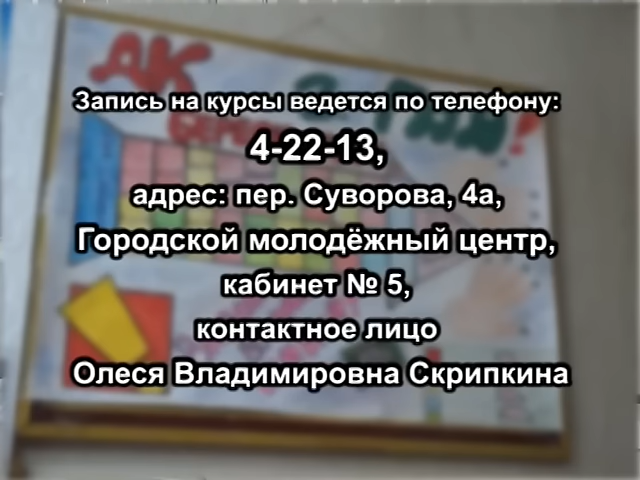 Запись на курсы ведется по телефону:
4-22-13,
адрес: пер. Суворова, 4а,
Городской молодёжный центр,
кабинет № 5,
контактное лицо
Олеся Владимировна Скрипкина